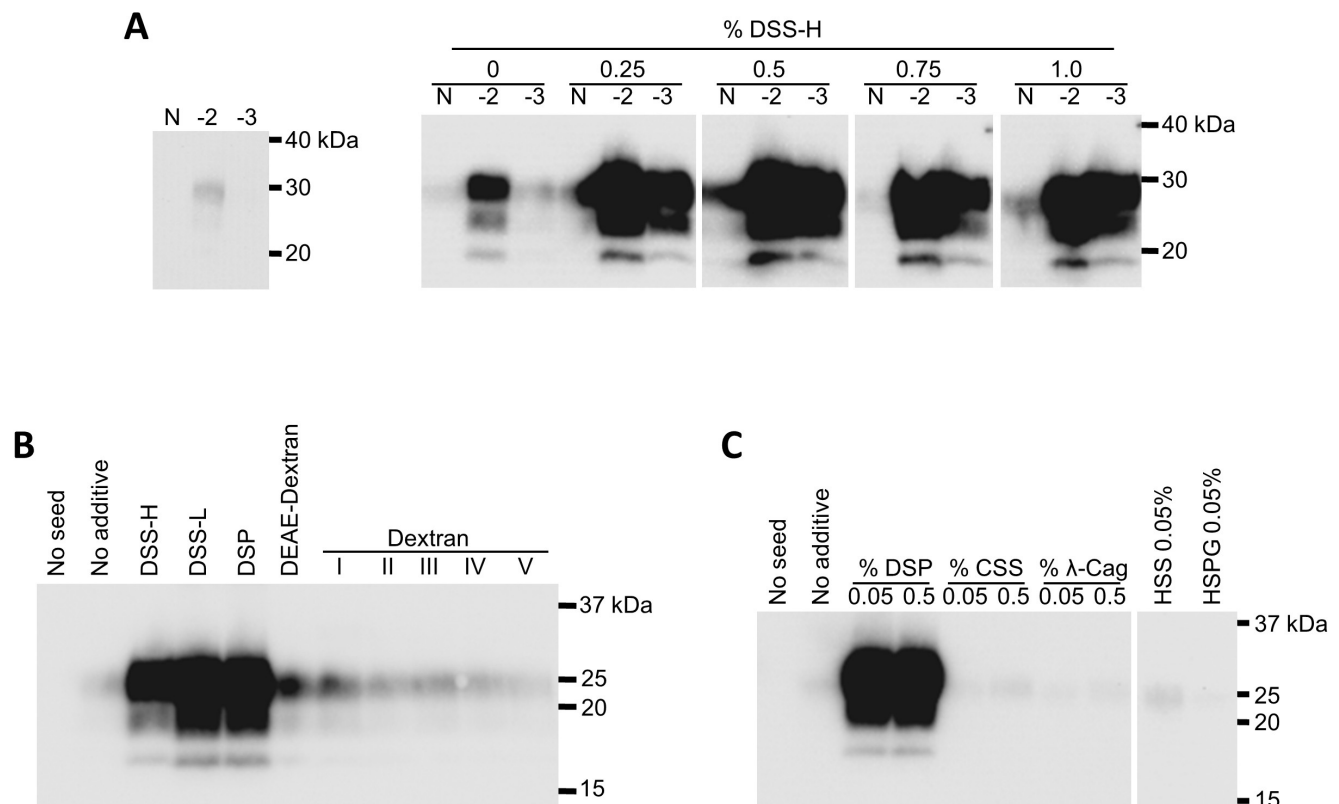 A
% DSS-H
0 0.25 0.5 0.75 1.0
N -2 -3 N -2 -3 N -2 -3 N -2 -3 N -2 -3
N -2 -3
40 kDa
30
20
40 kDa
30
20
B
No seed
No additive
DSS-H
DSS-L
DSP
DEAE-Dextran
Dextran
I II III IV V
37 kDa
25
20
15
C
No seed
No additive
% DSP % CSS % λ-Cag
0.05 0.5 0.05 0.5 0.05 0.5
HSS 0.05%
HSPG 0.05%
37 kDa
25
20
15